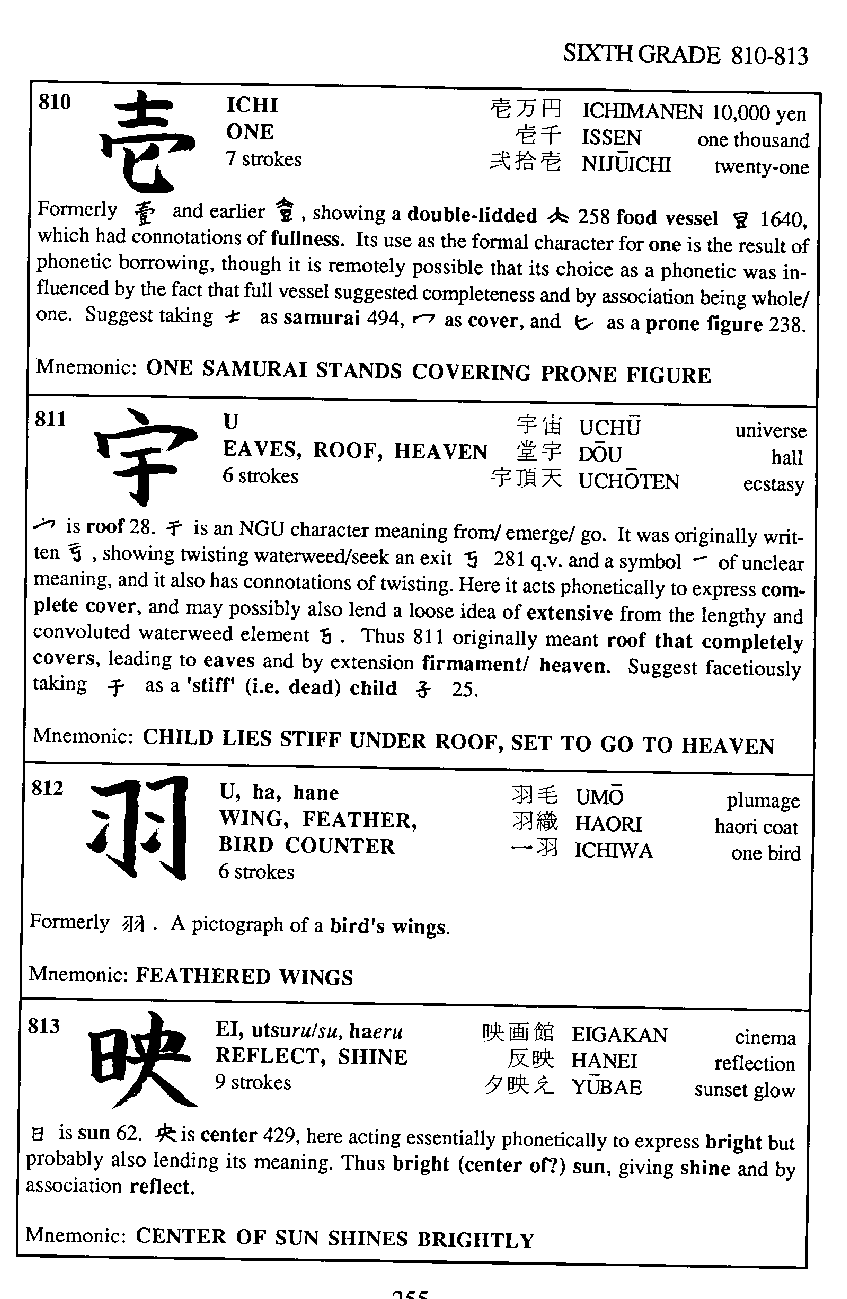 SIXTH GRADE 810-813
810 壱 ICHI 壱万円 ICHIMANEN 10,000 yen
ONE 壱千 ISSEN one thousand
7 strokes 弐拾壱 NIJŪICHI twenty-one
Formerly 壹 and earlier , showing a double-lidded 258 food vessel 1640,
which had connotations of fullness. Its use as the formal character for one is the result of
phonetic borrowing, though it is remotely possible that its choice as a phonetic was in-
fluenced by the fact that full vessel suggested completeness and by association being whole/
one. Suggest taking 士 as samurai 494, 冖 as cover, and 匕 as a prone figure 238.
Mnemonic: ONE SAMURAI STANDS COVERING PRONE FIGURE
811 宇 U 宇宙 UCHŪ universe
EAVES, ROOF, HEAVEN 堂宇 DŌU hall
6 strokes 宇頂天 UCHŌTEN ecstasy
宀 is roof 28. 于 is an NGU character meaning from/ emerge/ go. It was originally writ-
ten , showing twisting waterweed/seek an exit 281 q.v. and a symbol 一 of unclear
meaning, and it also has connotations of twisting. Here it acts phonetically to express com-
plete cover, and may possibly also lend a loose idea of extensive from the lengthy and
convoluted waterweed element . Thus 811 originally meant roof that completely
covers, leading to eaves and by extension firmament/ heaven. Suggest facetiously
taking 于 as a 'stiff' (i.e. dead) child 子 25.
Mnemonic: CHILD LIES STIFF UNDER ROOF, SET TO GO TO HEAVEN
812 羽 U, ha, hane 羽毛 UMŌ plumage
WING, FEATHER, 羽織 HAORI haori coat
BIRD COUNTER 一羽 ICHIWA one bird
6 strokes
Formerly 羽 . A pictograph of a bird's wings.
Mnemonic: FEATHERED WINGS
813 映 EI, utsuru/su, haeru 映画館 EIGAKAN cinema
REFLECT, SHINE 反映 HANEI reflection
9 strokes 夕映え YŪBAE sunset glow
日 is sun 62. 央 is center 429, here acting essentially phonetically to express bright but
probably also lending its meaning. Thus bright (center of?) sun, giving shine and by
association reflect.
Mnemonic: CENTER OF SUN SHINES BRIGHTLY
255